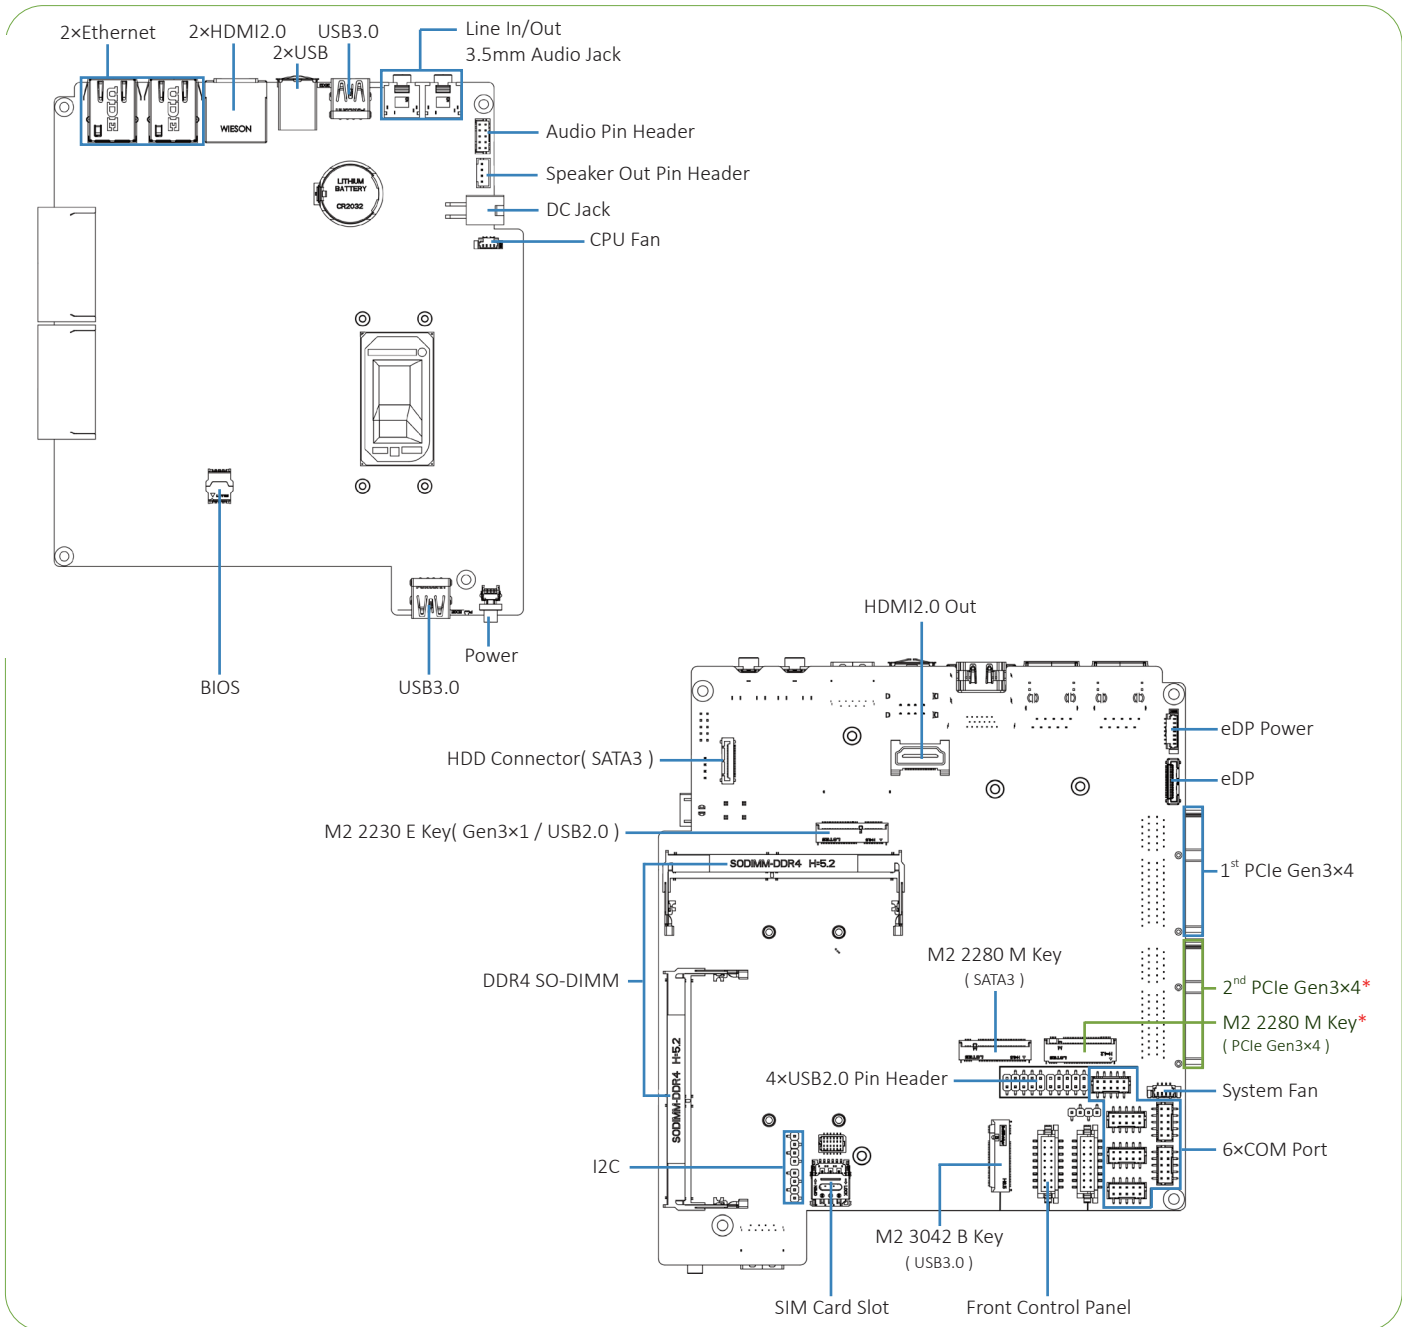 2×Ethernet
2×HDMI2.0
2×USB
USB3.0
Line In/Out
3.5mm Audio Jack
WIESON
Audio Pin Header
Speaker Out Pin Header
LITHIUM
BATTERY
CR2032
DC Jack
CPU Fan
BIOS
USB3.0
Power
HDMI2.0 Out
HDD Connector( SATA3 )
eDP Power
eDP
M2 2230 E Key( Gen3×1 / USB2.0 )
SODIMM-DDR4 H=5.2
1st PCIe Gen3×4
DDR4 SO-DIMM
M2 2280 M Key
( SATA3 )
2nd PCIe Gen3×4*
M2 2280 M Key*
( PCIe Gen3×4 )
SODIMM-DDR4 H=5.2
4×USB2.0 Pin Header
System Fan
I2C
6×COM Port
M2 3042 B Key
( USB3.0 )
SIM Card Slot
Front Control Panel